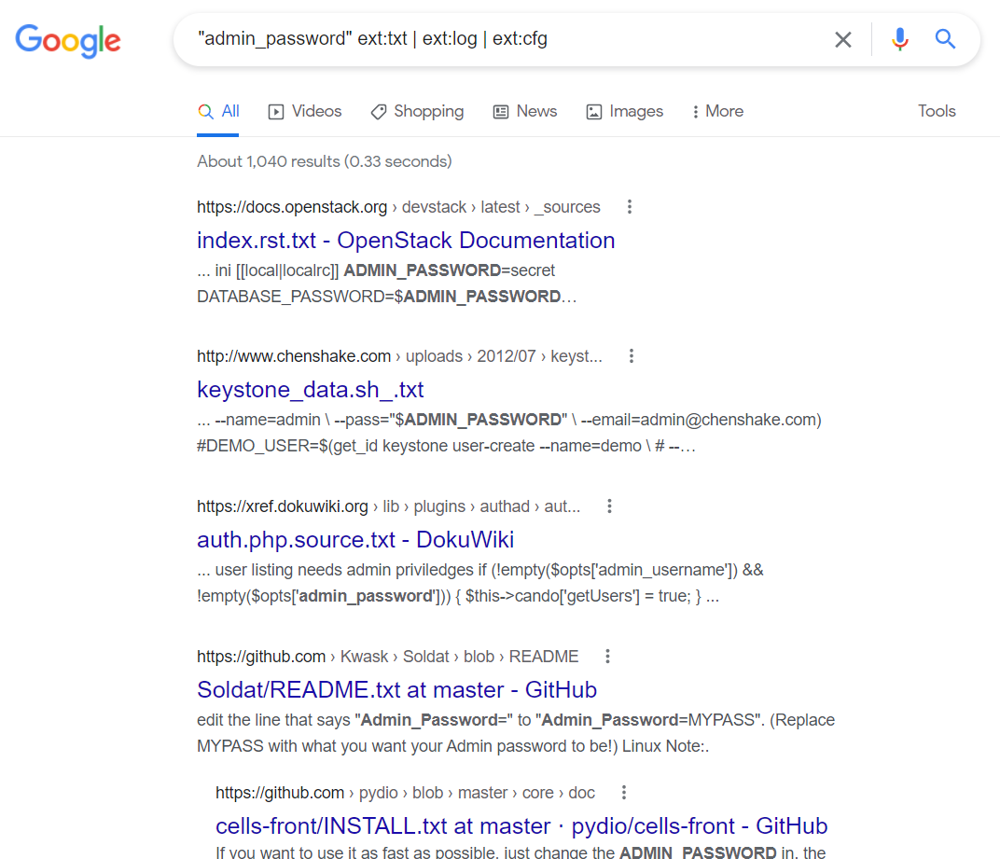 Google
"admin_password" ext:txt | ext:log | ext:cfg
All Videos Shopping News Images More Tools
About 1,040 results (0.33 seconds)
https://docs.openstack.org › devstack › latest › _sources
index.rst.txt - OpenStack Documentation
... ini [[local|localrc]] ADMIN_PASSWORD=secret
DATABASE_PASSWORD=$ADMIN_PASSWORD…
http://www.chenshake.com › uploads › 2012/07 › keyst...
keystone_data.sh_.txt
... --name=admin \ --pass="$ADMIN_PASSWORD" \ --email=admin@chenshake.com)
#DEMO_USER=$(get_id keystone user-create --name=demo \ # --…
https://xref.dokuwiki.org › lib › plugins › authad › aut...
auth.php.source.txt - DokuWiki
... user listing needs admin priviledges if (!empty($opts['admin_username']) &&
!empty($opts['admin_password'])) { $this->cando['getUsers'] = true; } ...
https://github.com › Kwask › Soldat › blob › README
Soldat/README.txt at master - GitHub
edit the line that says "Admin_Password=" to "Admin_Password=MYPASS". (Replace
MYPASS with what you want your Admin password to be!) Linux Note:.
https://github.com › pydio › blob › master › core › doc
cells-front/INSTALL.txt at master · pydio/cells-front - GitHub
If you want to use it as fast as possible, just change the ADMIN_PASSWORD in, the